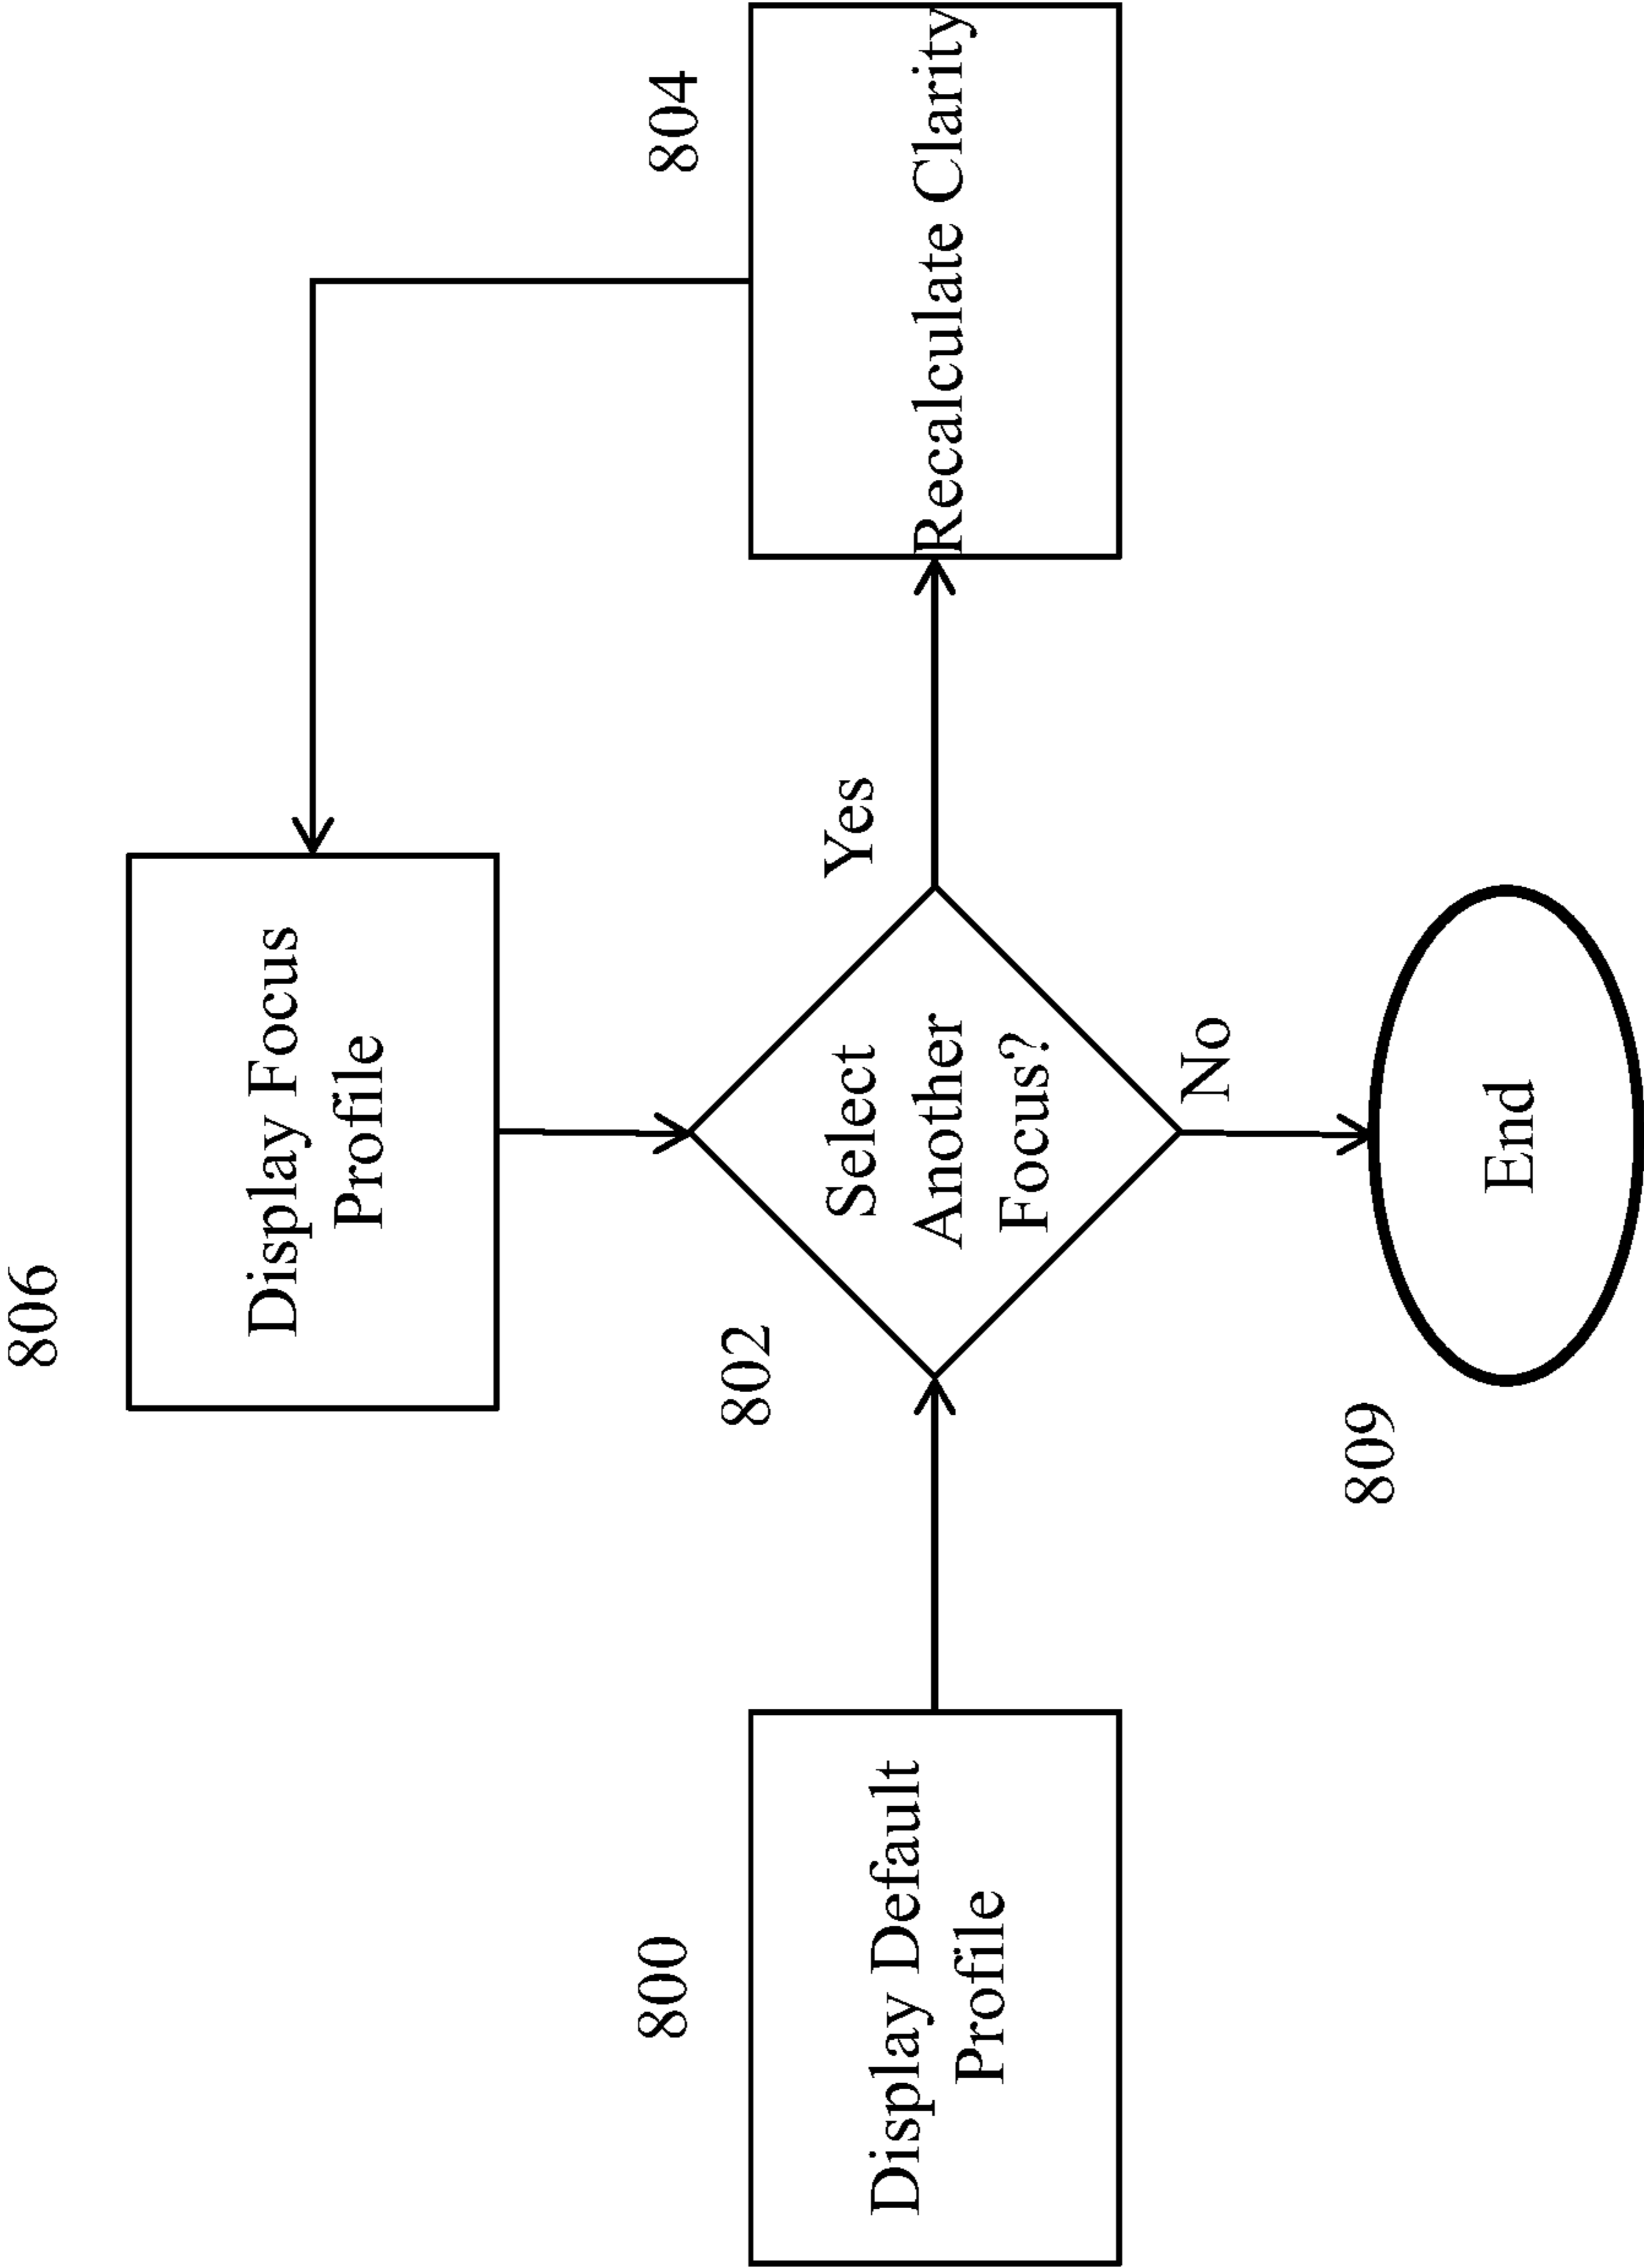 806
Display Focus
Profile
800
Display Default
Profile
802
Select
Another
Focus?
Yes
804
Recalculate Clarity
No
809
End